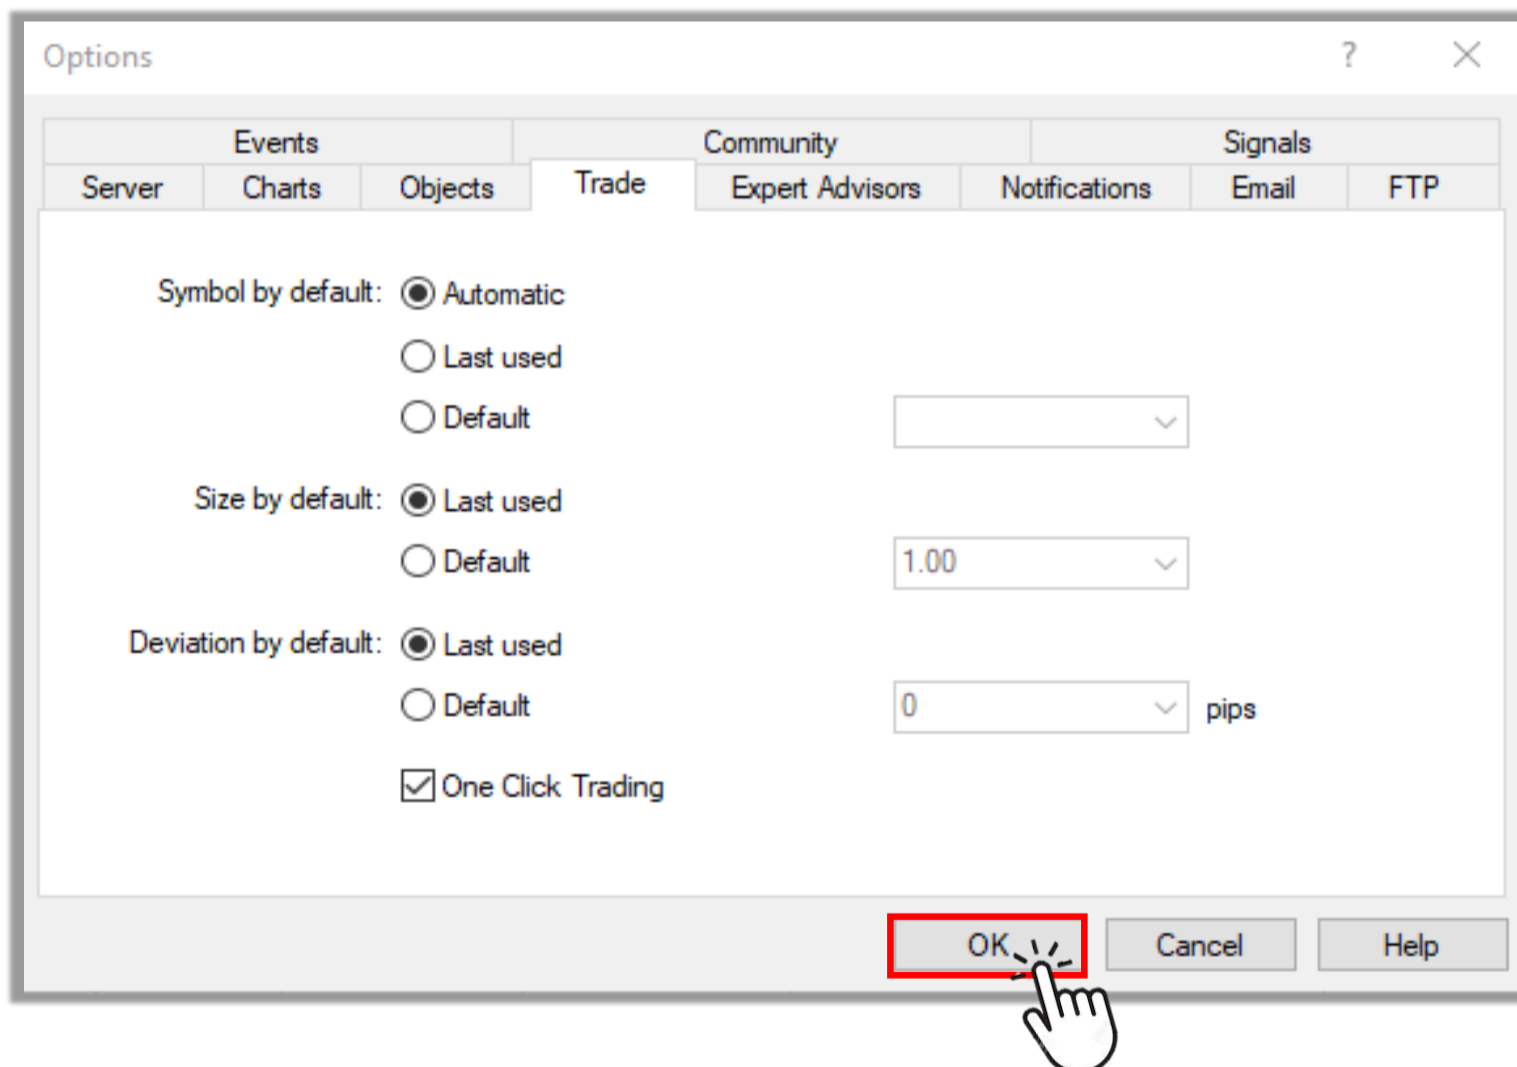 Options ?
Events Community Signals
Server Charts Objects Trade Expert Advisors Notifications Email FTP
Symbol by default: Automatic
Last used
Default
Size by default: Last used
Default 1.00
Deviation by default: Last used
Default 0 pips
One Click Trading
OK Cancel Help